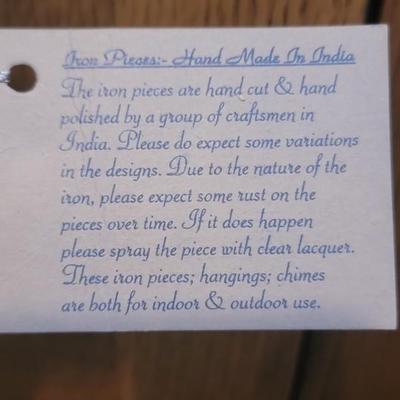 Iron Pieces:- Hand Made In India
The iron pieces are hand cut & hand
polished by a group of craftsmen in
India. Please do expect some variations
in the designs. Due to the nature of the
iron, please expect some rust on the
pieces over time. If it does happen
please spray the piece with clear lacquer.
These iron pieces; hangings; chimes
are both for indoor & outdoor use.